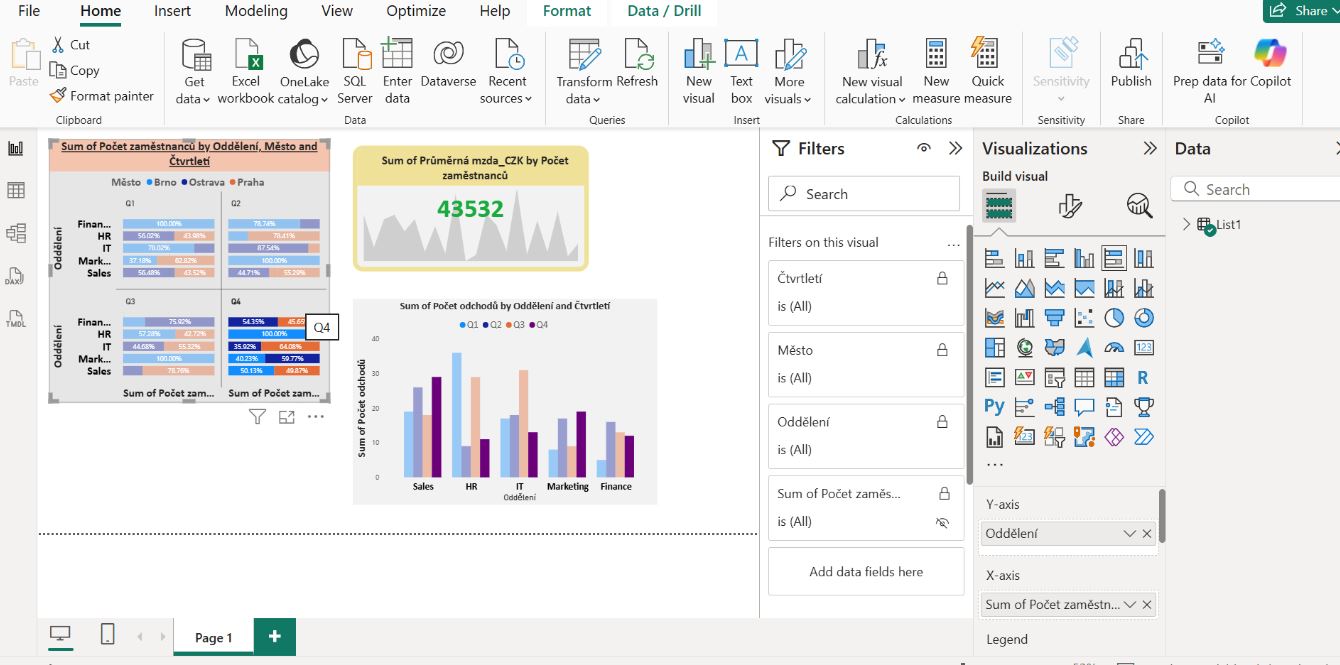 File Home Insert Modeling View Optimize Help Format Data / Drill Share
Paste Cut
Copy
Format painter
Get data
Excel workbook
OneLake catalog
SQL Server
Enter data
Dataverse
Recent sources
Transform data
Refresh
New visual
Text box
More visuals
New visual calculation
New measure
Quick measure
Sensitivity
Publish
Prep data for AI
Copilot
Clipboard Data Queries Insert Calculations Sensitivity Share Copilot
DAX
TMDL
Sum of Počet zaměstnanců by Oddělení, Město and
Čtvrtletí
Město Brno Ostrava Praha
Q1 Q2
Oddělení
Finan... 100.00% 78.74%
HR 56.02% 43.98% 78.41%
IT 70.02% 87.54%
Mark... 37.18% 62.82% 100.00%
Sales 56.48% 43.52% 44.71% 55.29%
Q3 Q4
Oddělení
Finan... 75.92% 54.35% 45.65
HR 57.28% 42.72% 100.00%
IT 44.68% 55.32% 35.92% 64.08%
Mark... 100.00% 40.23% 59.77%
Sales 78.76% 50.13% 49.87%
Sum of Počet zam... Sum of Počet zam...
Q4
Sum of Průměrná mzda_CZK by Počet
zaměstnanců
43532
Sum of Počet odchodů by Oddělení and Čtvrtletí
Q1 Q2 Q3 Q4
Sum of Počet odchodů
40
30
20
10
0
Sales HR IT Marketing Finance
Oddělení
Filters
Search
Filters on this visual ...
Čtvrtletí
is (All)
Město
is (All)
Oddělení
is (All)
Sum of Počet zaměs...
is (All)
Add data fields here
Visualizations
Build visual
123
R
Py
123
...
Y-axis
Oddělení
X-axis
Sum of Počet zaměstn...
Legend
Data
Search
List1
Page 1